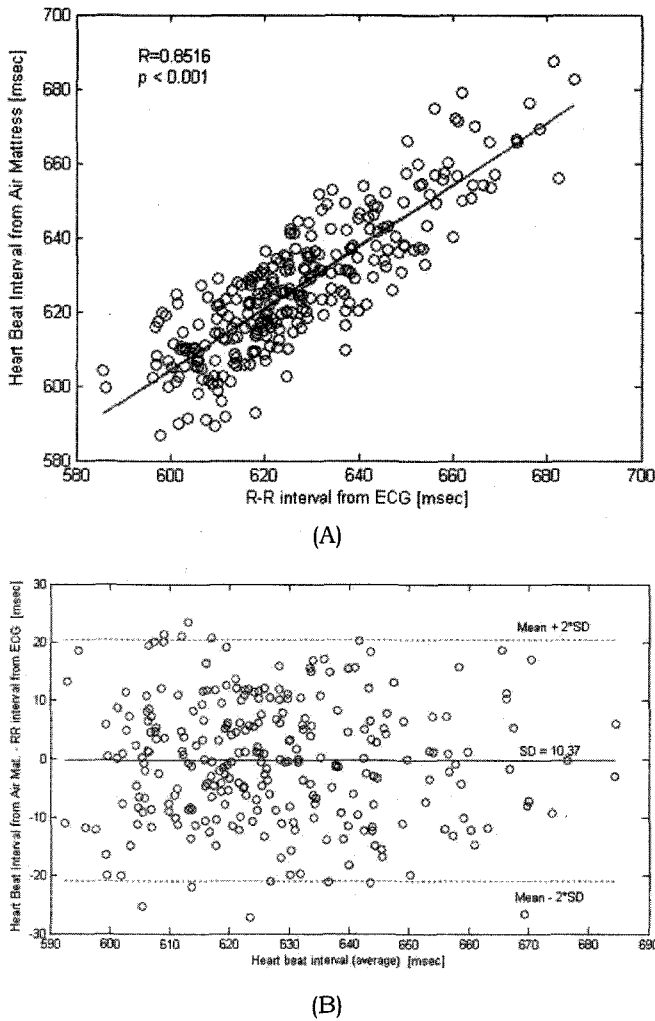 700
680
660
640
620
600
580
Heart Beat Interval from Air Mattress [msec]
R=0.8516
p < 0.001
580 600 620 640 660 680 700
R-R interval from ECG [msec]
(A)
30
20
10
0
-10
-20
-30
Heart Beat Interval from Air Mat. - RR interval from ECG [msec]
Mean + 2*SD
SD = 10.37
Mean - 2*SD
590 600 610 620 630 640 650 660 670 680 690
Heart beat interval (average) [msec]
(B)